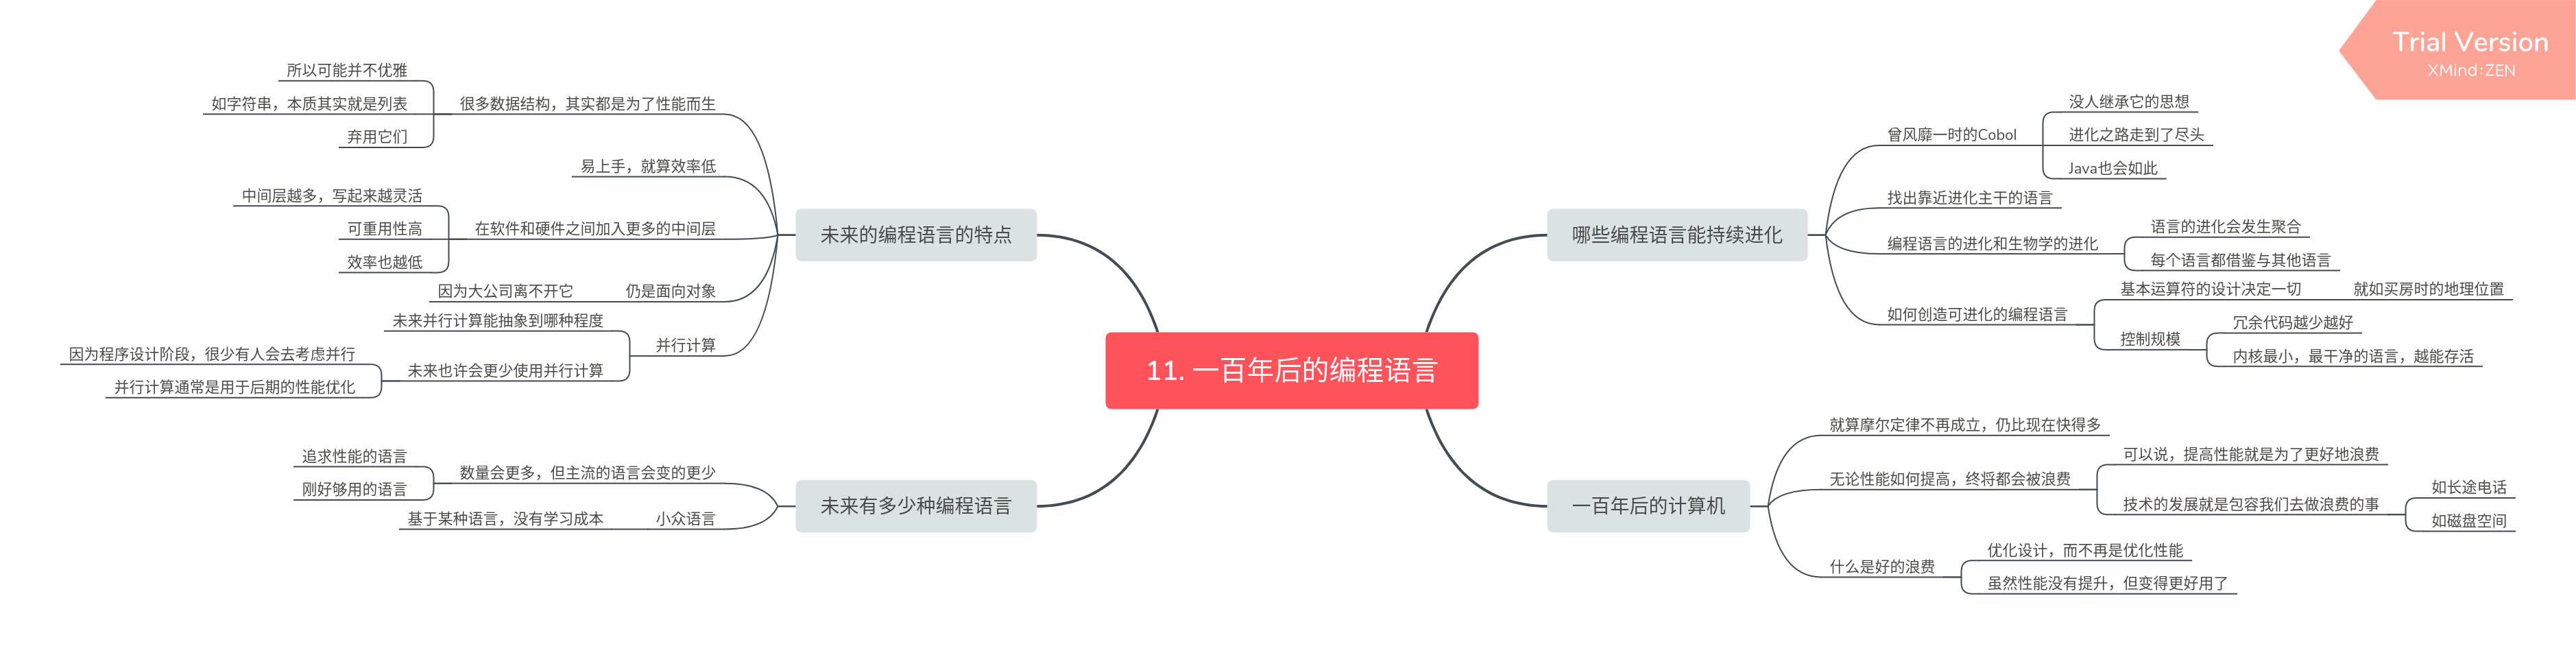 Trial Version
XMind:ZEN
11. 一百年后的编程语言
哪些编程语言能持续进化
曾风靡一时的Cobol
没人继承它的思想
进化之路走到了尽头
Java也会如此
找出靠近进化主干的语言
编程语言的进化和生物学的进化
语言的进化会发生聚合
每个语言都借鉴与其他语言
如何创造可进化的编程语言
基本运算符的设计决定一切
就如买房时的地理位置
控制规模
冗余代码越少越好
内核最小，最干净的语言，越能存活
一百年后的计算机
就算摩尔定律不再成立，仍比现在快得多
无论性能如何提高，终将都会被浪费
可以说，提高性能就是为了更好地浪费
技术的发展就是包容我们去做浪费的事
如长途电话
如磁盘空间
什么是好的浪费
优化设计，而不再是优化性能
虽然性能没有提升，但变得更好用了
未来的编程语言的特点
很多数据结构，其实都是为了性能而生
所以可能并不优雅
如字符串，本质其实就是列表
弃用它们
易上手，就算效率低
在软件和硬件之间加入更多的中间层
中间层越多，写起来越灵活
可重用性高
效率也越低
仍是面向对象
因为大公司离不开它
并行计算
未来并行计算能抽象到哪种程度
未来也许会更少使用并行计算
因为程序设计阶段，很少有人会去考虑并行
并行计算通常是用于后期的性能优化
未来有多少种编程语言
数量会更多，但主流的语言会变的更少
追求性能的语言
刚好够用的语言
小众语言
基于某种语言，没有学习成本